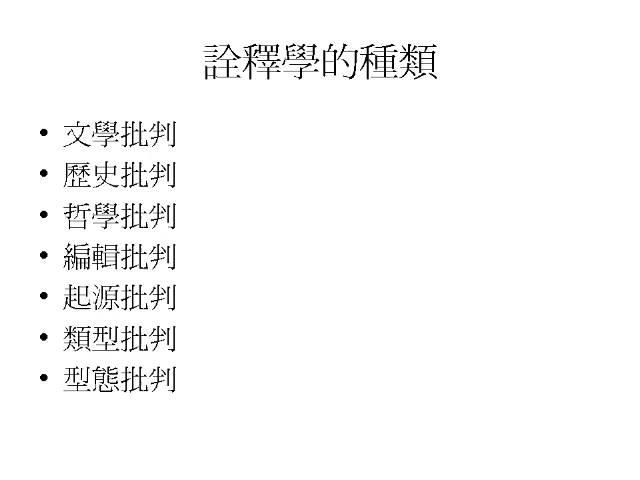 詮釋學的種類
• 文學批判
• 歷史批判
• 哲學批判
• 編輯批判
• 起源批判
• 類型批判
• 型態批判